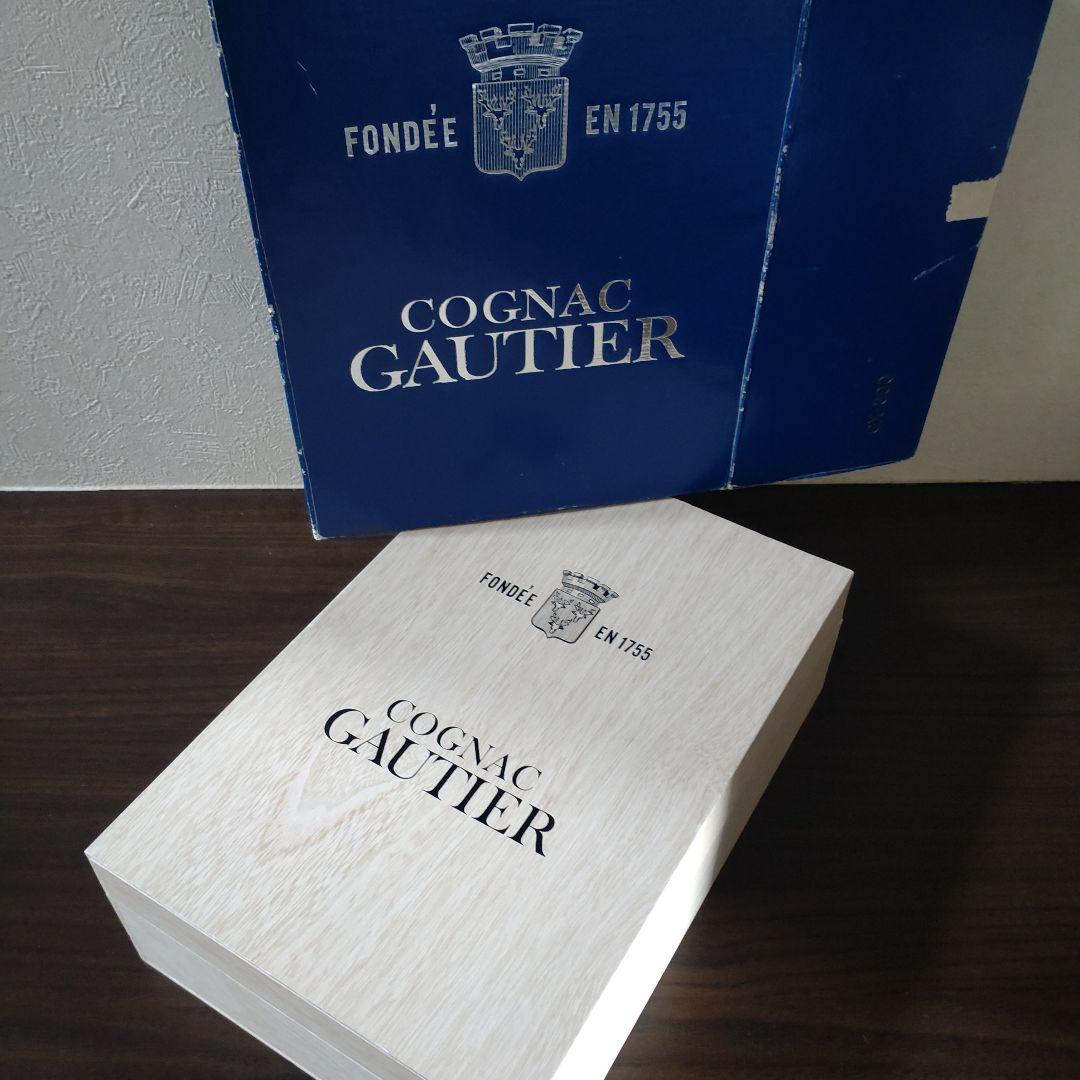 FONDÉE EN 1755
COGNAC
GAUTIER
FONDÉE EN 1755
COGNAC
GAUTIER